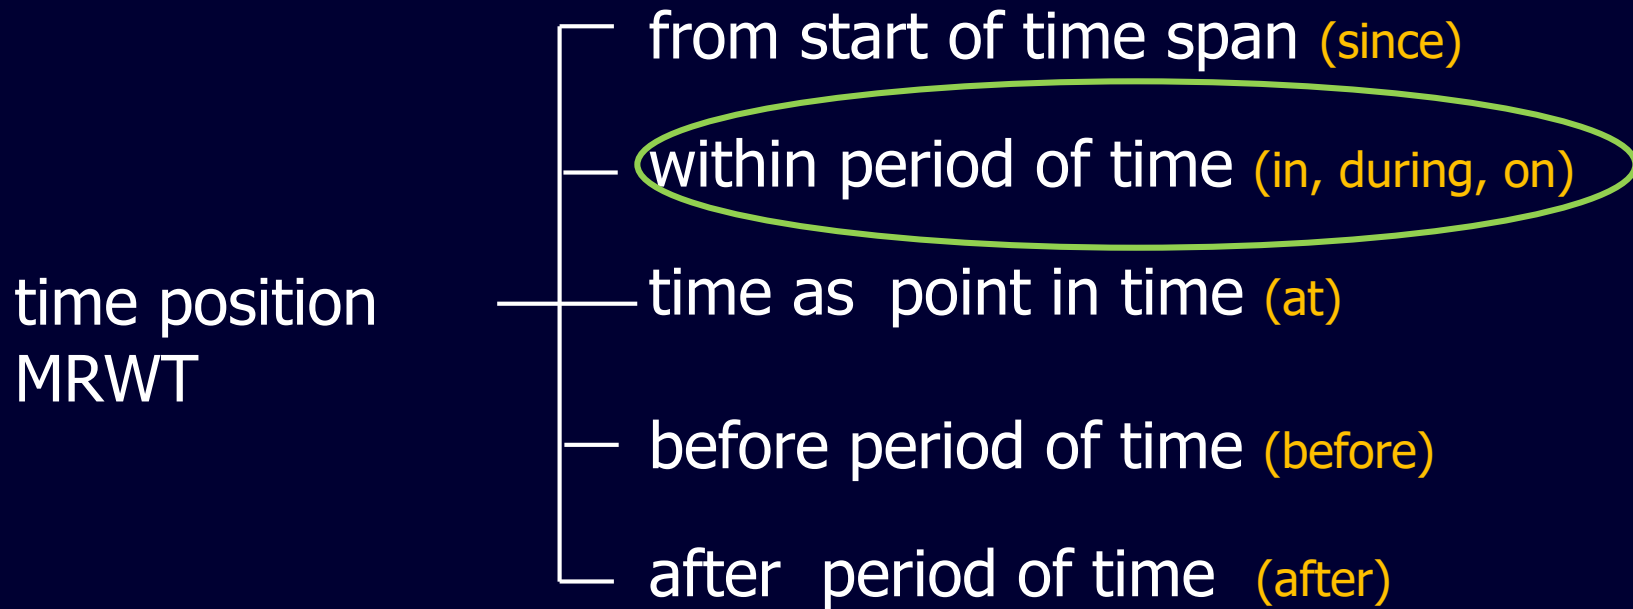 from start of time span (since)
within period of time (in, during, on)
time as point in time (at)
time position
MRWT
before period of time (before)
after period of time (after)